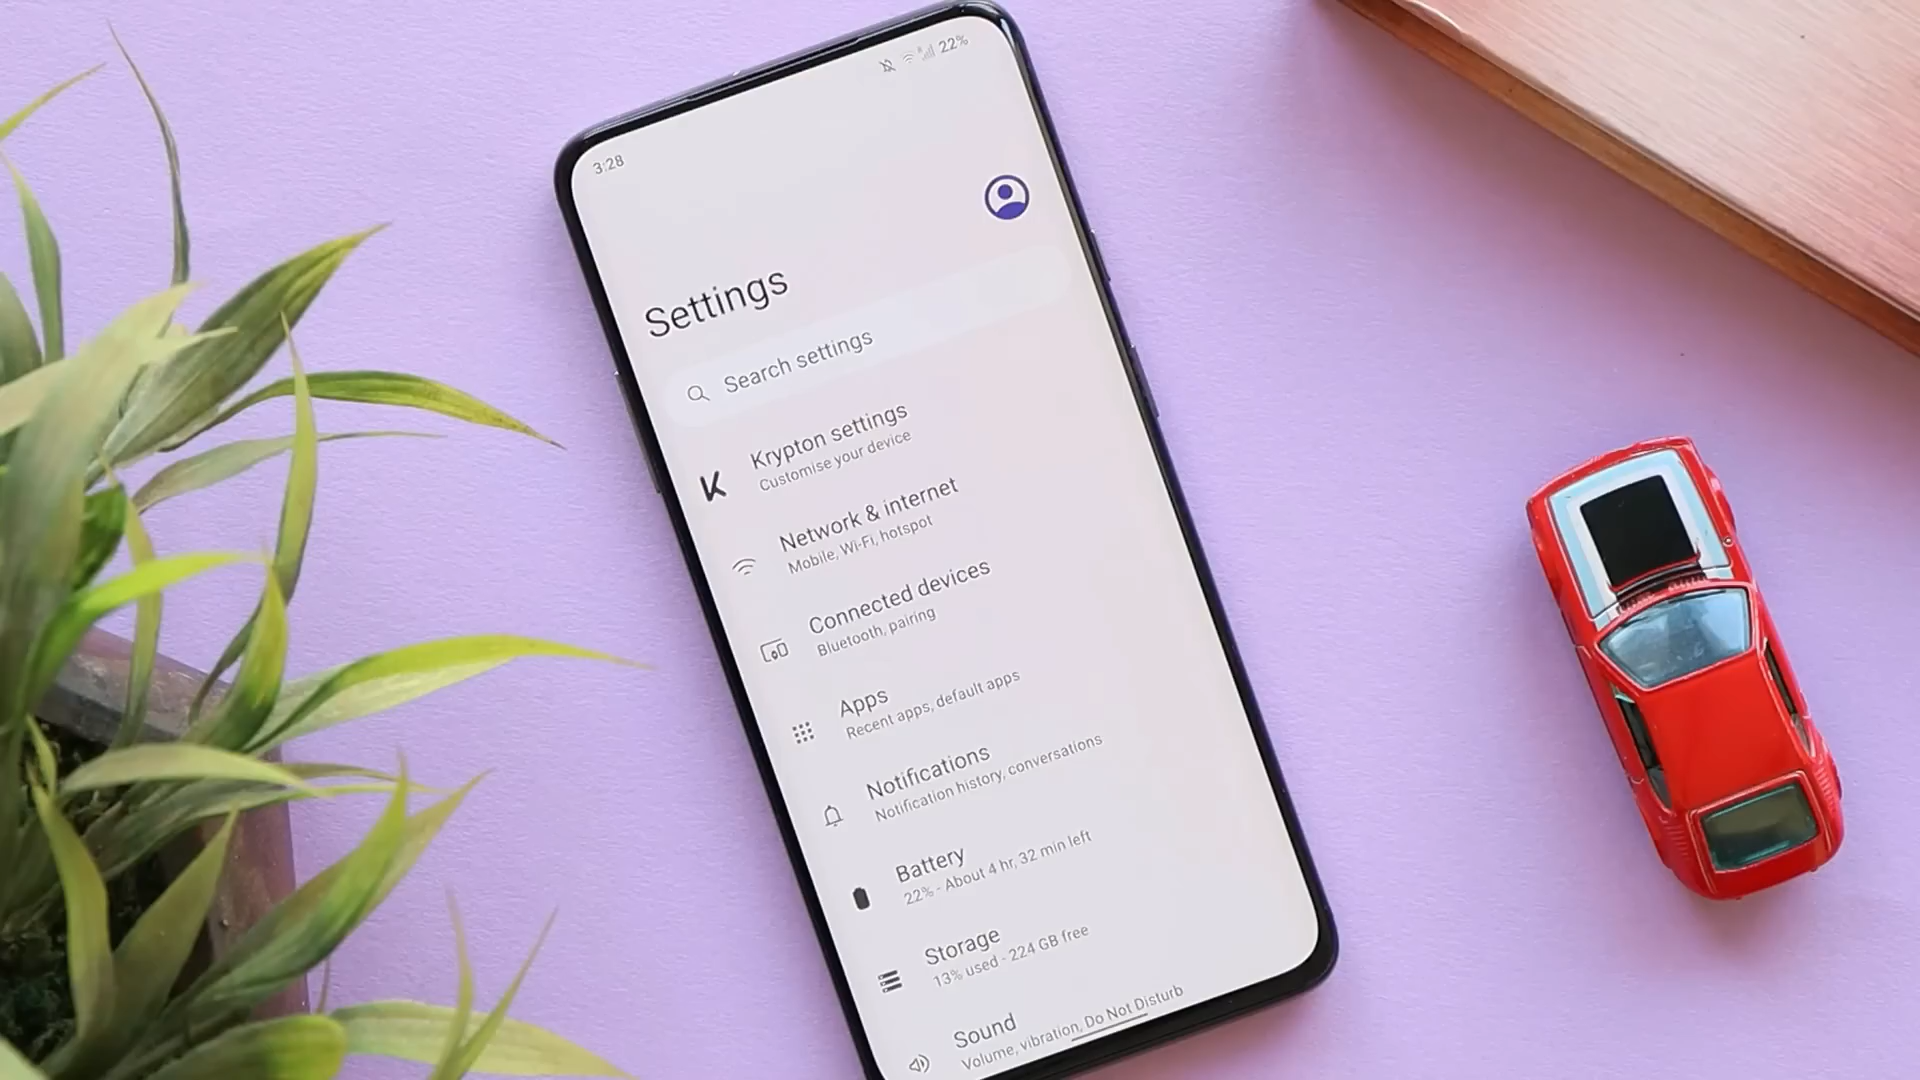 22%
3:28
Settings
Search settings
Krypton settings
Customise your device
Network & internet
Mobile, Wi-Fi, hotspot
Connected devices
Bluetooth, pairing
Apps
Recent apps, default apps
Notifications
Notification history, conversations
Battery
22% - About 4 hr, 32 min left
Storage
13% used - 224 GB free
Sound
Volume, vibration, Do Not Disturb